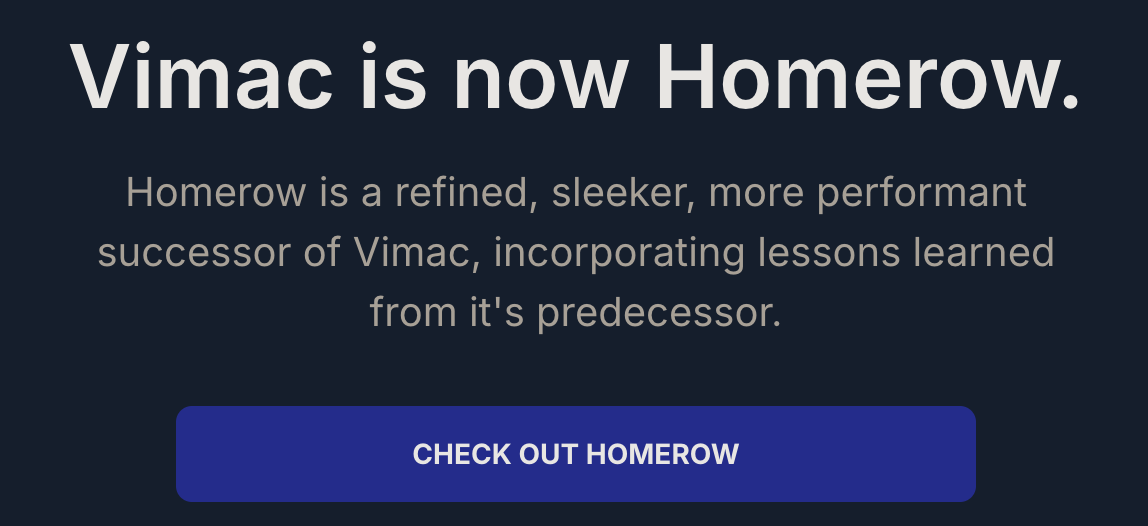 Vimac is now Homerow.
Homerow is a refined, sleeker, more performant
successor of Vimac, incorporating lessons learned
from it's predecessor.
CHECK OUT HOMEROW